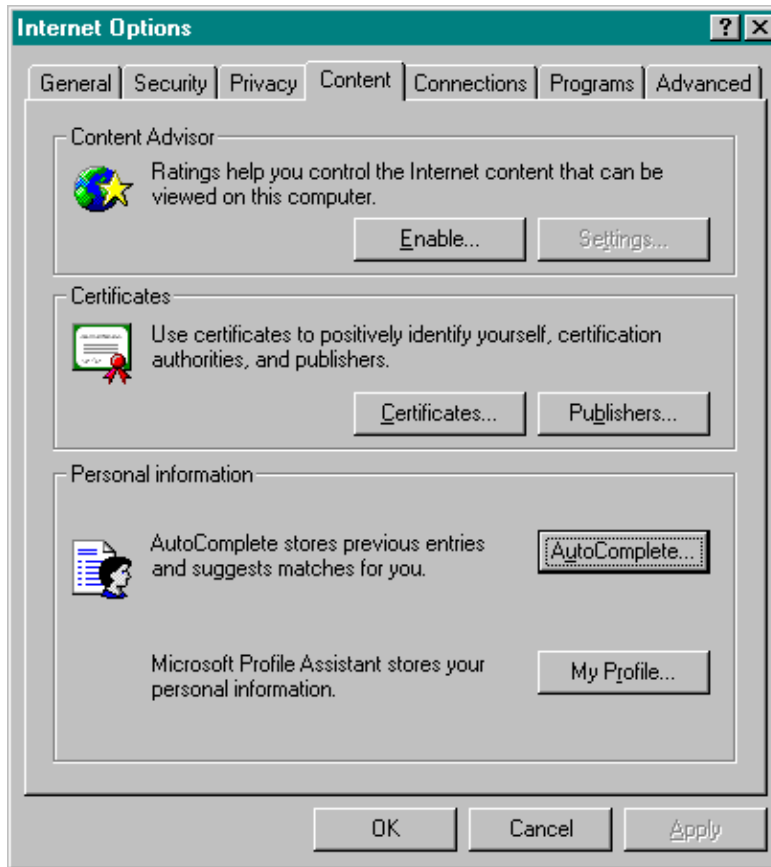 Internet Options
General Security Privacy Content Connections Programs Advanced
Content Advisor
Ratings help you control the Internet content that can be
viewed on this computer.
Enable... Settings...
Certificates
Use certificates to positively identify yourself, certification
authorities, and publishers.
Certificates... Publishers...
Personal information
AutoComplete stores previous entries
and suggests matches for you.
AutoComplete...
Microsoft Profile Assistant stores your
personal information.
My Profile...
OK Cancel Apply